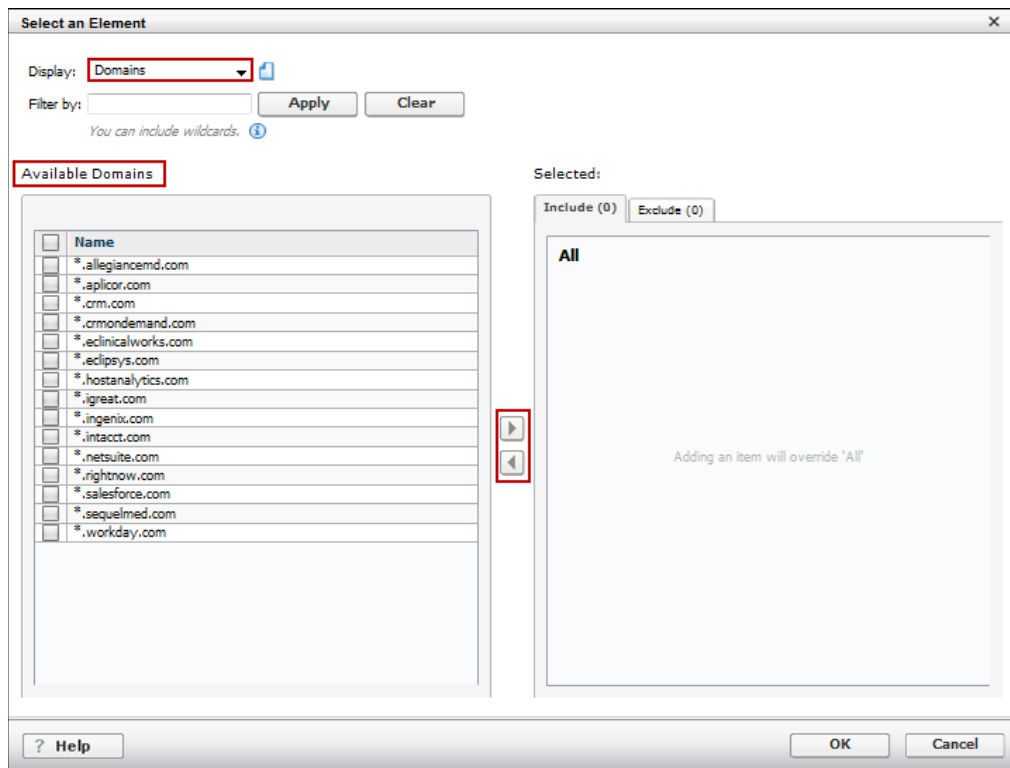 Select an Element
Display: Domains
Filter by: Apply Clear
You can include wildcards.
Available Domains
Selected:
Include (0) Exclude (0)
Name
*.allegiancemd.com
*.aplicor.com
*.crm.com
*.crmondemand.com
*.eclinicalworks.com
*.eclipsys.com
*.hostanalytics.com
*.igreat.com
*.ingenix.com
*.intacct.com
*.netsuite.com
*.rightnow.com
*.salesforce.com
*.sequelmed.com
*.workday.com
All
Adding an item will override 'All'
? Help
OK Cancel